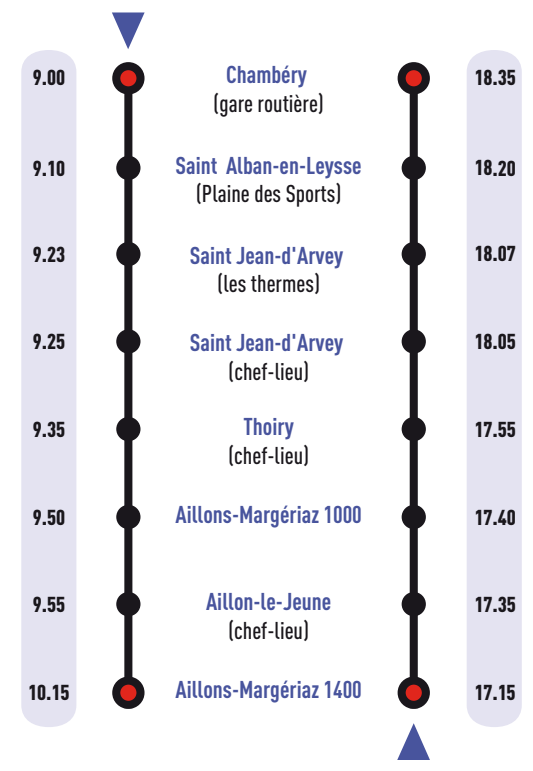 9.00 Chambéry 18.35
(gare routière)
9.10 Saint Alban-en-Leysse 18.20
(Plaine des Sports)
9.23 Saint Jean-d'Arvey 18.07
(les thermes)
9.25 Saint Jean-d'Arvey 18.05
(chef-lieu)
9.35 Thoiry 17.55
(chef-lieu)
9.50 Aillons-Margériaz 1000 17.40
9.55 Aillon-le-Jeune 17.35
(chef-lieu)
10.15 Aillons-Margériaz 1400 17.15